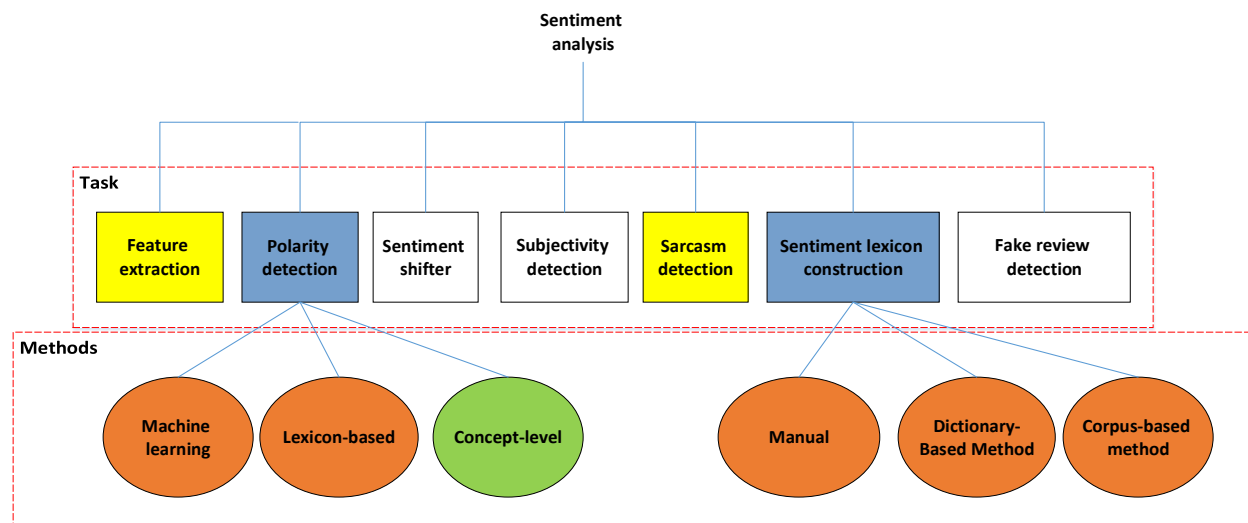 Sentiment
analysis
Task
Feature
extraction
Polarity
detection
Sentiment
shifter
Subjectivity
detection
Sarcasm
detection
Sentiment lexicon
construction
Fake review
detection
Methods
Machine
learning
Lexicon-based
Concept-level
Manual
Dictionary-
Based Method
Corpus-based
method